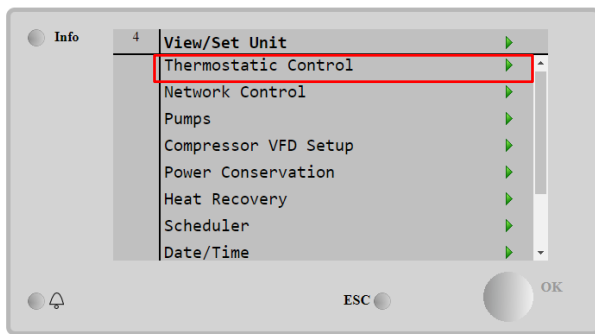 Info
4 View/Set Unit
Thermostatic Control
Network Control
Pumps
Compressor VFD Setup
Power Conservation
Heat Recovery
Scheduler
Date/Time
ESC
OK